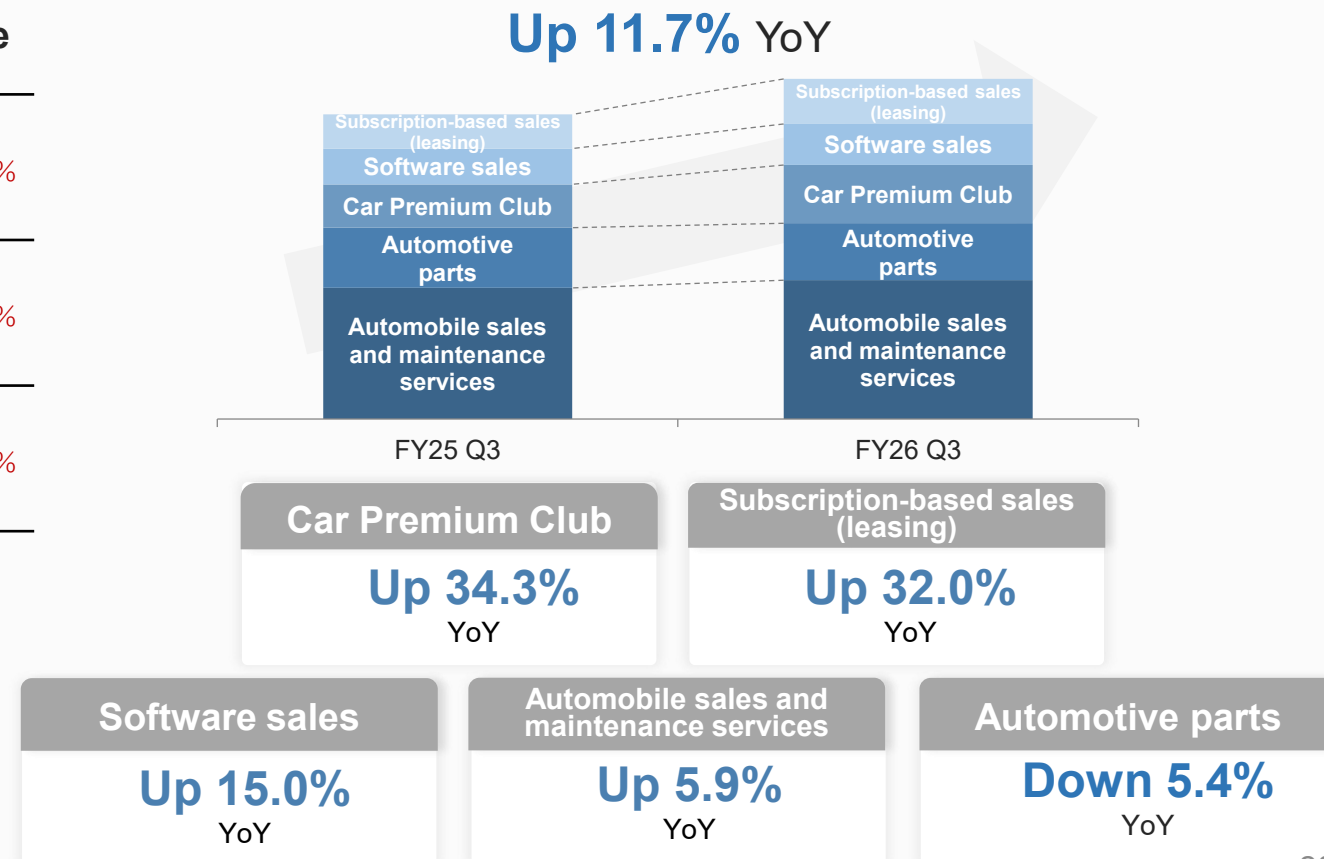 e
Up 11.7% YoY
%
%
%
Subscription-based sales
(leasing)
Software sales
Car Premium Club
Automotive
parts
Automobile sales
and maintenance
services
Subscription-based sales
(leasing)
Software sales
Car Premium Club
Automotive
parts
Automobile sales
and maintenance
services
FY25 Q3
FY26 Q3
Car Premium Club
Up 34.3%
YoY
Subscription-based sales
(leasing)
Up 32.0%
YoY
Software sales
Up 15.0%
YoY
Automobile sales and
maintenance services
Up 5.9%
YoY
Automotive parts
Down 5.4%
YoY